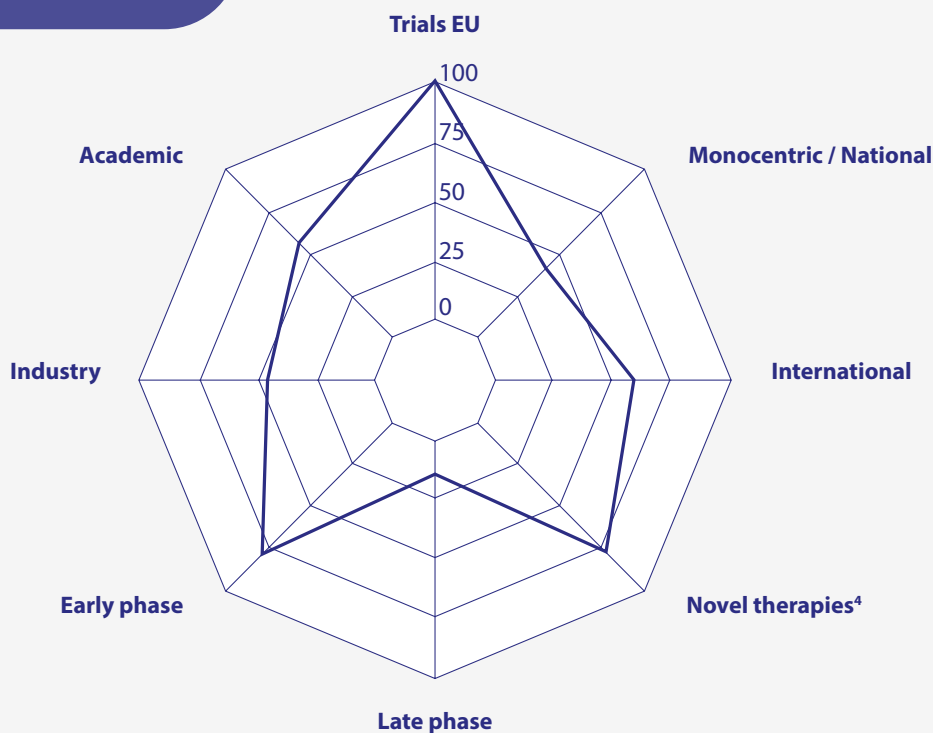 Trials EU
100
75
50
25
0
Academic
Monocentric / National
Industry
International
Early phase
Novel therapies⁴
Late phase